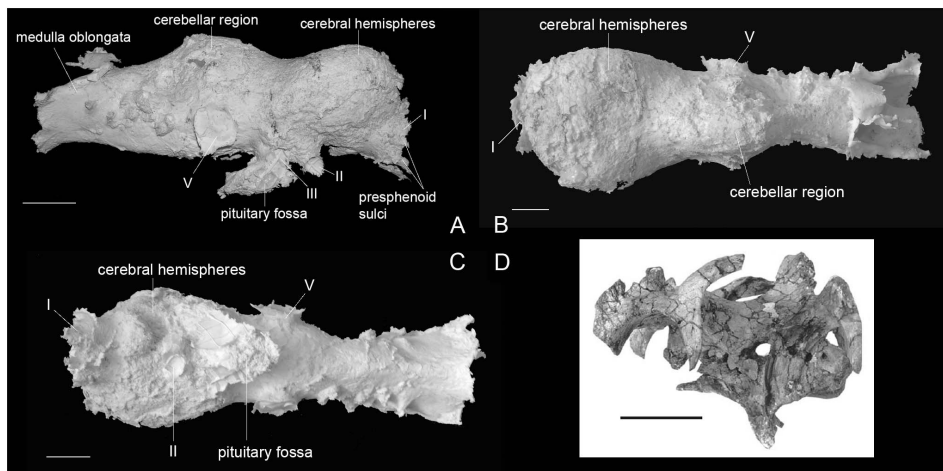 medulla oblongata
cerebellar region
cerebral hemispheres
I
V
II
III
pituitary fossa
presphenoid
sulci
A
cerebral hemispheres
V
I
cerebellar region
B
cerebral hemispheres
V
I
II
pituitary fossa
C
D